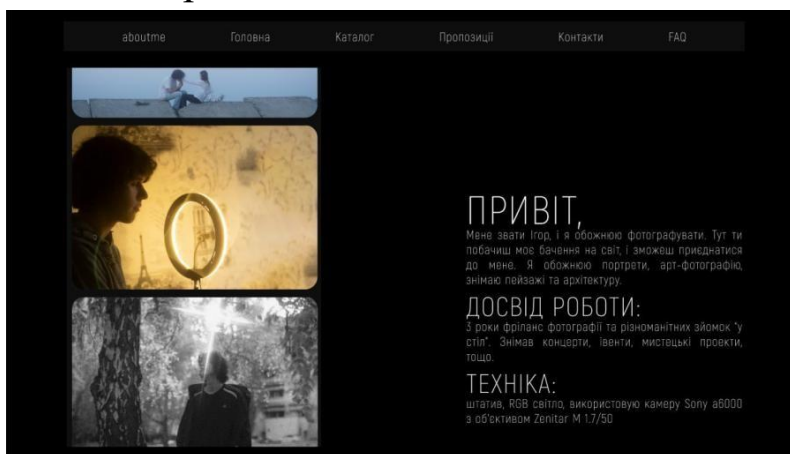 aboutme Головна Каталог Пропозиції Контакти FAQ
ПРИВІТ,
Мене звати Ігор, і я обожнюю фотографувати. Тут ти
побачиш моє бачення на світ, і зможеш приєднатися
до мене. Я обожнюю портрети, арт-фотографію,
знімаю пейзажі та архітектуру.
ДОСВІД РОБОТИ:
3 роки фріланс фотографії та різноманітних зйомок "у
стіл". Знімав концерти, івенти, мистецькі проекти,
тощо.
ТЕХНІКА:
штатив, RGB світло, використовую камеру Sony a6000
з об'єктивом Zenitar M 1.7/50